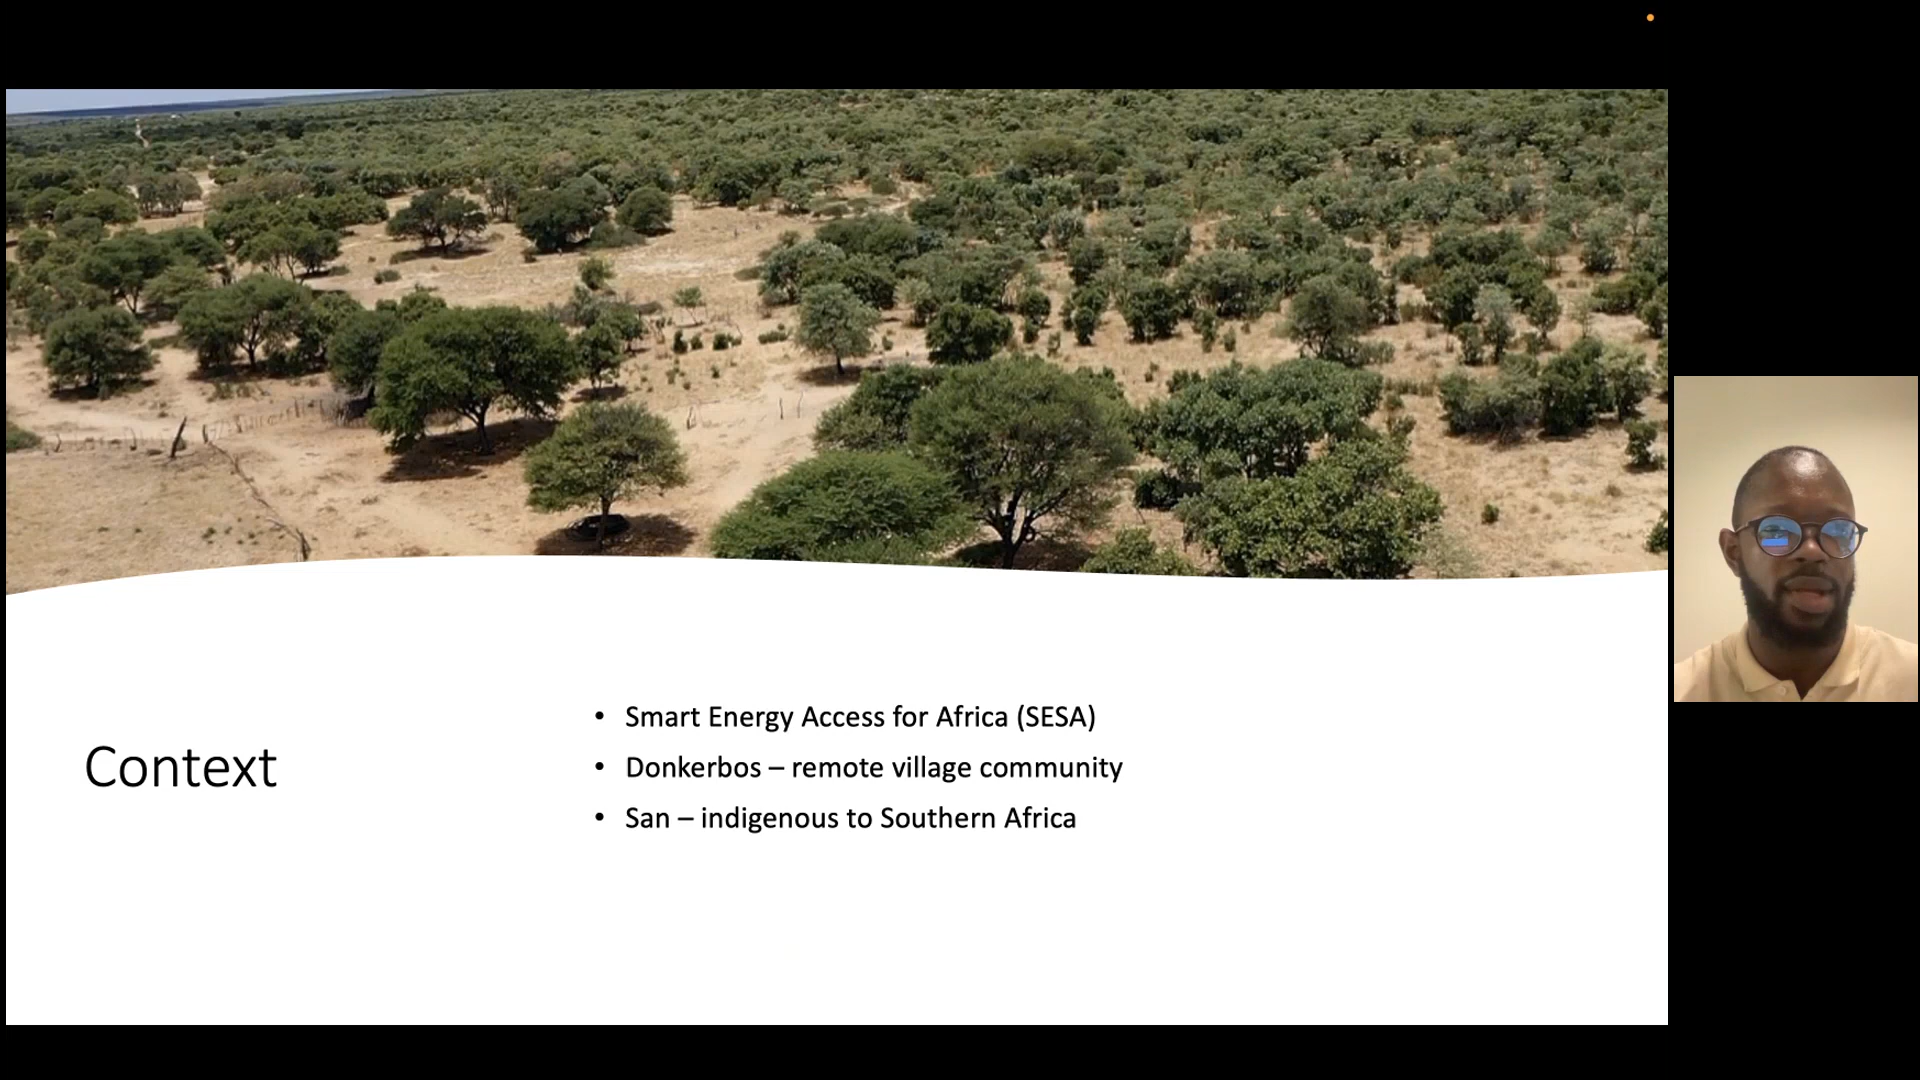 Context
• Smart Energy Access for Africa (SESA)
• Donkerbos – remote village community
• San – indigenous to Southern Africa